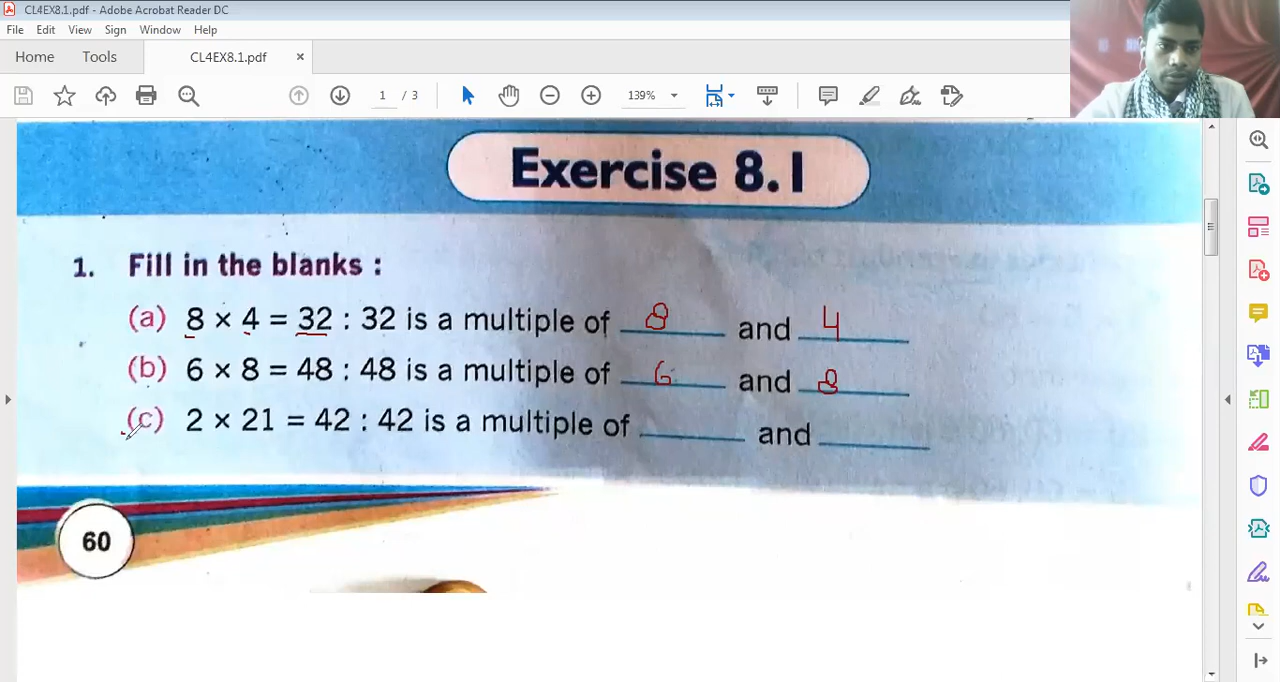 CL4EX8.1.pdf - Adobe Acrobat Reader DC
File Edit View Sign Window Help
Home Tools CL4EX8.1.pdf ×
1 / 3 139%
Exercise 8.1
1. Fill in the blanks :
(a) 8 × 4 = 32 : 32 is a multiple of 8 and 4
(b) 6 × 8 = 48 : 48 is a multiple of 6 and 8
(c) 2 × 21 = 42 : 42 is a multiple of ______ and ______
60